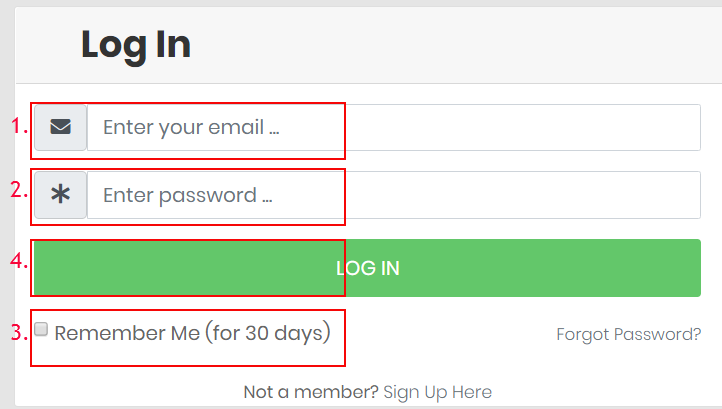 Log In
1. Enter your email ...
2. Enter password ...
4. LOG IN
3. Remember Me (for 30 days) Forgot Password?
Not a member? Sign Up Here